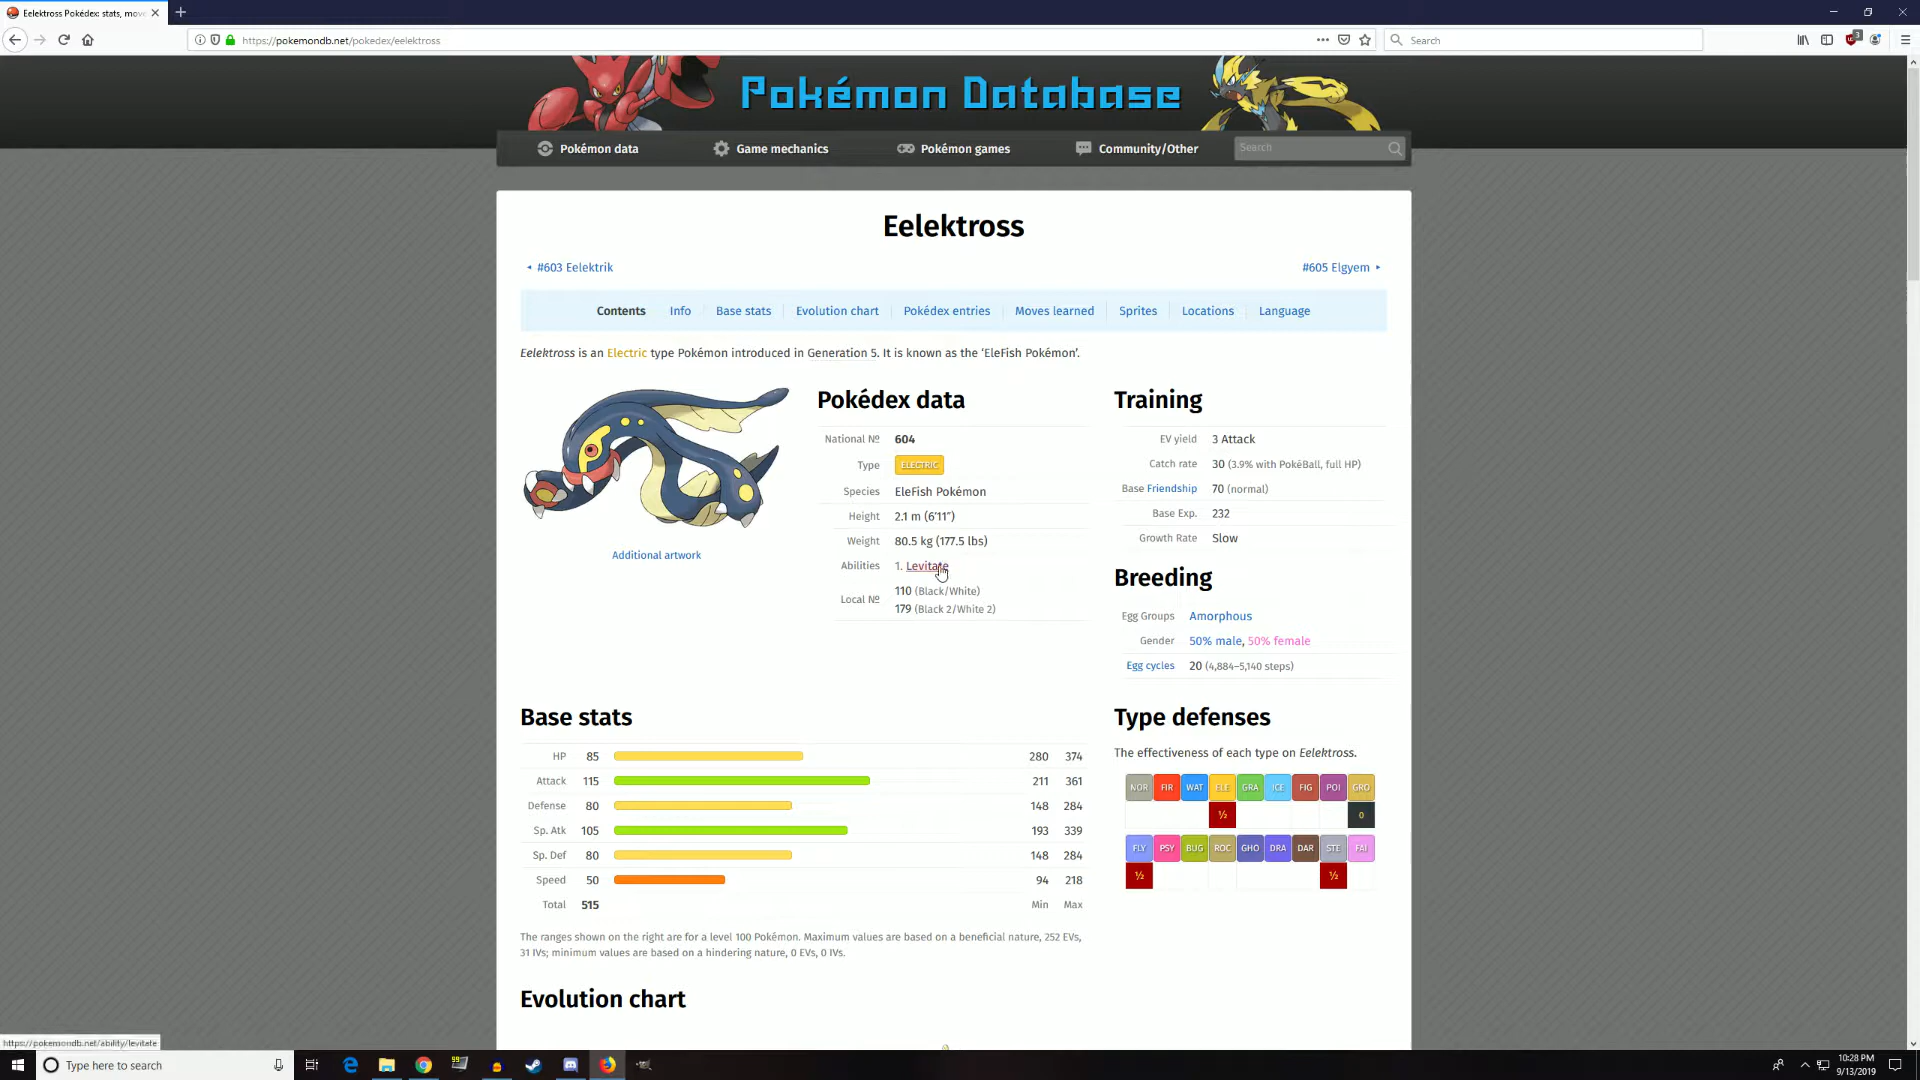 Eelektross Pokédex: stats, mov
https://pokemondb.net/pokedex/eelektross
Search
3
Pokémon Database
Pokémon data
Game mechanics
Pokémon games
Community/Other
Search
Eelektross
◂ #603 Eelektrik
#605 Elgyem ▸
Contents
Info
Base stats
Evolution chart
Pokédex entries
Moves learned
Sprites
Locations
Language
Eelektross is an Electric type Pokémon introduced in Generation 5. It is known as the ‘EleFish Pokémon’.
Additional artwork
Pokédex data
National № 604
Type ELECTRIC
Species EleFish Pokémon
Height 2.1 m (6′11″)
Weight 80.5 kg (177.5 lbs)
Abilities 1. Levitate
Local № 110 (Black/White)
179 (Black 2/White 2)
Training
EV yield 3 Attack
Catch rate 30 (3.9% with PokéBall, full HP)
Base Friendship 70 (normal)
Base Exp. 232
Growth Rate Slow
Breeding
Egg Groups Amorphous
Gender 50% male, 50% female
Egg cycles 20 (4,884–5,140 steps)
Base stats
HP 85 280 374
Attack 115 211 361
Defense 80 148 284
Sp. Atk 105 193 339
Sp. Def 80 148 284
Speed 50 94 218
Total 515 Min Max
The ranges shown on the right are for a level 100 Pokémon. Maximum values are based on a beneficial nature, 252 EVs,
31 IVs; minimum values are based on a hindering nature, 0 EVs, 0 IVs.
Type defenses
The effectiveness of each type on Eelektross.
NOR FIR WAT ELE GRA ICE FIG POI GRO
½ 0
FLY PSY BUG ROC GHO DRA DAR STE FAI
½ ½
Evolution chart
https://pokemondb.net/ability/levitate
Type here to search
10:28 PM
9/13/2019